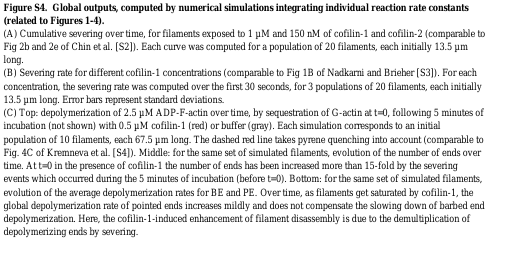 Figure S4. Global outputs, computed by numerical simulations integrating individual reaction rate constants
(related to Figures 1-4).
(A) Cumulative severing over time, for filaments exposed to 1 µM and 150 nM of cofilin-1 and cofilin-2 (comparable to
Fig 2b and 2e of Chin et al. [S2]). Each curve was computed for a population of 20 filaments, each initially 13.5 µm
long.
(B) Severing rate for different cofilin-1 concentrations (comparable to Fig 1B of Nadkarni and Brieher [S3]). For each
concentration, the severing rate was computed over the first 30 seconds, for 3 populations of 20 filaments, each initially
13.5 µm long. Error bars represent standard deviations.
(C) Top: depolymerization of 2.5 µM ADP-F-actin over time, by sequestration of G-actin at t=0, following 5 minutes of
incubation (not shown) with 0.5 µM cofilin-1 (red) or buffer (gray). Each simulation corresponds to an initial
population of 10 filaments, each 67.5 µm long. The dashed red line takes pyrene quenching into account (comparable to
Fig. 4C of Kremneva et al. [S4]). Middle: for the same set of simulated filaments, evolution of the number of ends over
time. At t=0 in the presence of cofilin-1 the number of ends has been increased more than 15-fold by the severing
events which occurred during the 5 minutes of incubation (before t=0). Bottom: for the same set of simulated filaments,
evolution of the average depolymerization rates for BE and PE. Over time, as filaments get saturated by cofilin-1, the
global depolymerization rate of pointed ends increases mildly and does not compensate the slowing down of barbed end
depolymerization. Here, the cofilin-1-induced enhancement of filament disassembly is due to the demultiplication of
depolymerizing ends by severing.